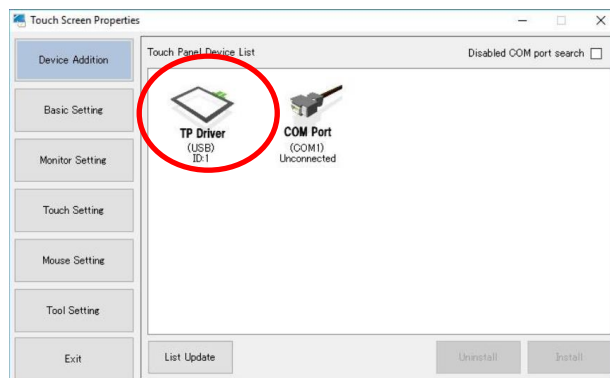 Touch Screen Properties
Device Addition
Basic Setting
Monitor Setting
Touch Setting
Mouse Setting
Tool Setting
Exit
Touch Panel Device List
Disabled COM port search
TP Driver
(USB)
ID:1
COM Port
(COM1)
Unconnected
List Update
Uninstall
Install